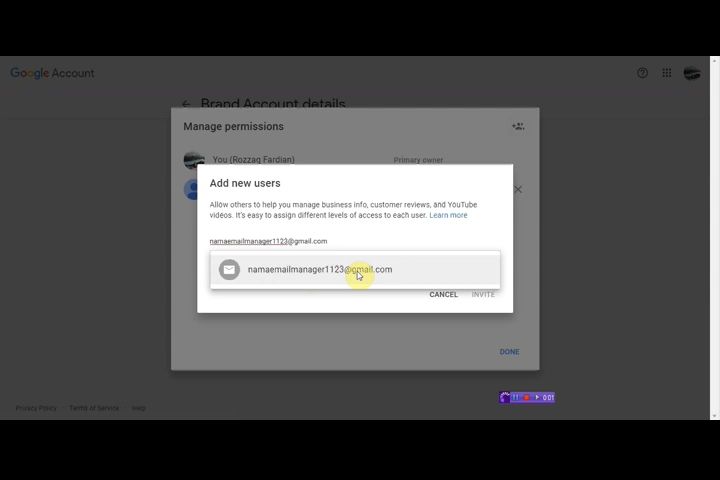 Google Account
Brand Account details
Manage permissions
You (Rozzaq Fardian)
Primary owner
Add new users
Allow others to help you manage business info, customer reviews, and YouTube
videos. It's easy to assign different levels of access to each user. Learn more
namaemailmanager1123@gmail.com
namaemailmanager1123@gmail.com
CANCEL
INVITE
DONE
0:01
Privacy Policy
Terms of Service
Help